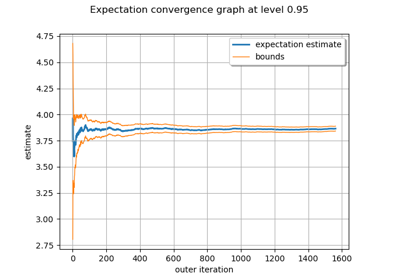 Expectation convergence graph at level 0.95
4.75
4.50
4.25
4.00
3.75
3.50
3.25
3.00
2.75
estimate
expectation estimate
bounds
0 200 400 600 800 1000 1200 1400 1600
outer iteration